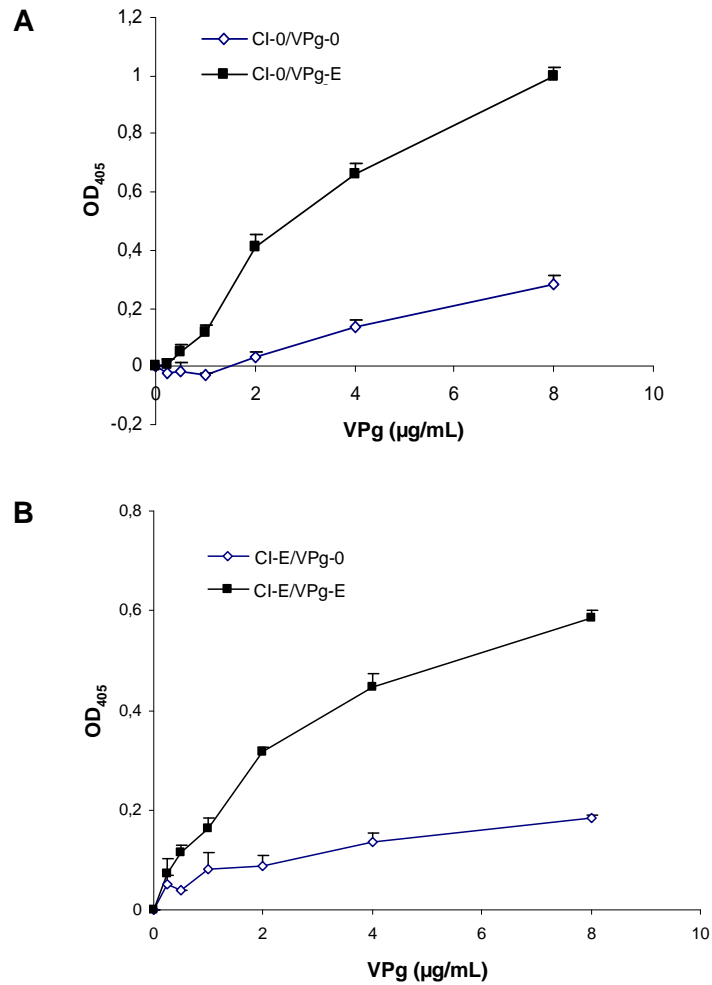 A
1,2
CI-0/VPg-0
CI-0/VPg-E
1
0,8
0,6
OD405
0,4
0,2
0
-0,2
0
2
4
6
8
10
VPg (µg/mL)
B
0,8
CI-E/VPg-0
CI-E/VPg-E
0,6
OD405
0,4
0,2
0
0
2
4
6
8
10
VPg (µg/mL)